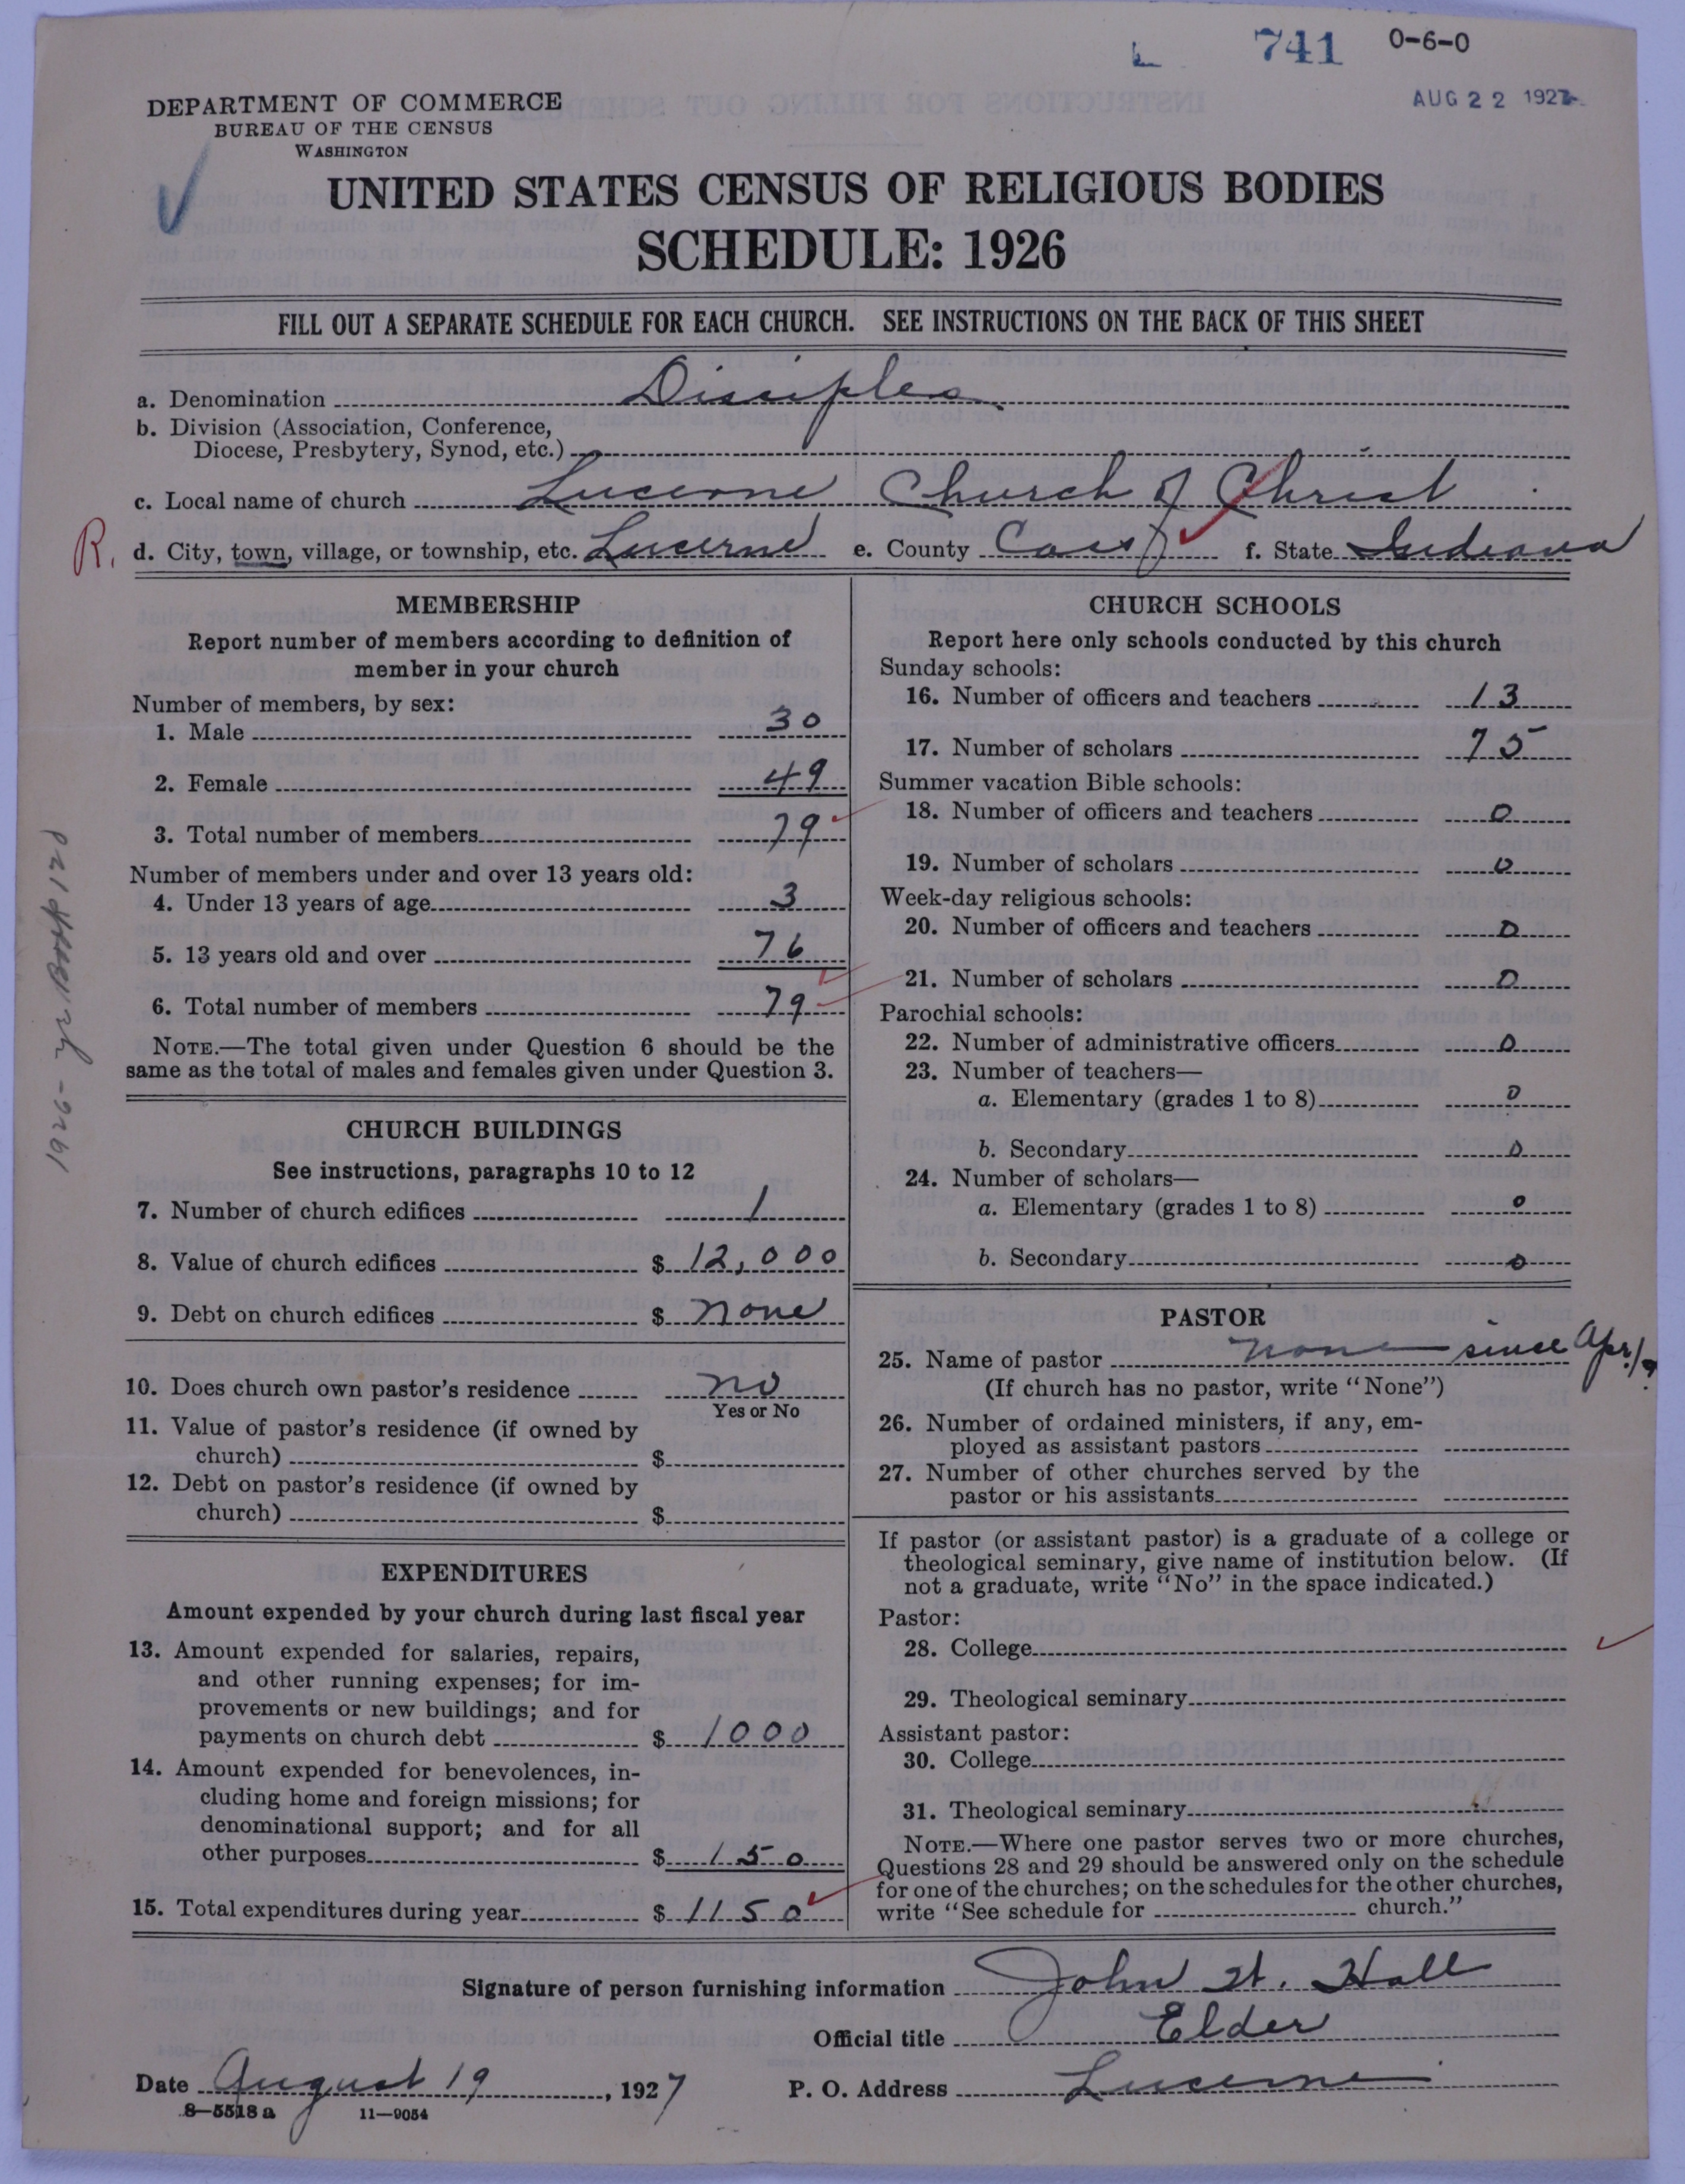 741 0-6-0
AUG 22 1927
DEPARTMENT OF COMMERCE
BUREAU OF THE CENSUS
WASHINGTON
UNITED STATES CENSUS OF RELIGIOUS BODIES
SCHEDULE: 1926
FILL OUT A SEPARATE SCHEDULE FOR EACH CHURCH. SEE INSTRUCTIONS ON THE BACK OF THIS SHEET
a. Denomination Disciples
b. Division (Association, Conference,
Diocese, Presbytery, Synod, etc.)
c. Local name of church Lucerne Church of Christ
R. d. City, town, village, or township, etc. Lucerne e. County Cass f. State Indiana
MEMBERSHIP
Report number of members according to definition of
member in your church
Number of members, by sex:
1. Male 30
2. Female 49
3. Total number of members 79
Number of members under and over 13 years old:
4. Under 13 years of age 3
5. 13 years old and over 76
6. Total number of members 79
NOTE.—The total given under Question 6 should be the
same as the total of males and females given under Question 3.
CHURCH BUILDINGS
See instructions, paragraphs 10 to 12
7. Number of church edifices 1
8. Value of church edifices $ 12,000
9. Debt on church edifices $ none
10. Does church own pastor's residence no
Yes or No
11. Value of pastor's residence (if owned by
church) $
12. Debt on pastor's residence (if owned by
church) $
EXPENDITURES
Amount expended by your church during last fiscal year
13. Amount expended for salaries, repairs,
and other running expenses; for im-
provements or new buildings; and for
payments on church debt $ 1000
14. Amount expended for benevolences, in-
cluding home and foreign missions; for
denominational support; and for all
other purposes $ 150
15. Total expenditures during year $ 1150
CHURCH SCHOOLS
Report here only schools conducted by this church
Sunday schools:
16. Number of officers and teachers 13
17. Number of scholars 75
Summer vacation Bible schools:
18. Number of officers and teachers 0
19. Number of scholars 0
Week-day religious schools:
20. Number of officers and teachers 0
21. Number of scholars 0
Parochial schools:
22. Number of administrative officers 0
23. Number of teachers—
a. Elementary (grades 1 to 8) 0
b. Secondary 0
24. Number of scholars—
a. Elementary (grades 1 to 8) 0
b. Secondary 0
PASTOR
25. Name of pastor none since Apr. 1
(If church has no pastor, write "None")
26. Number of ordained ministers, if any, em-
ployed as assistant pastors
27. Number of other churches served by the
pastor or his assistants
If pastor (or assistant pastor) is a graduate of a college or
theological seminary, give name of institution below. (If
not a graduate, write "No" in the space indicated.)
Pastor:
28. College
29. Theological seminary
Assistant pastor:
30. College
31. Theological seminary
NOTE.—Where one pastor serves two or more churches,
Questions 28 and 29 should be answered only on the schedule
for one of the churches; on the schedules for the other churches,
write "See schedule for church."
Signature of person furnishing information John H. Hall
Official title Elder
Date August 19, 1927 P. O. Address Lucerne
8—5518 a 11—9054